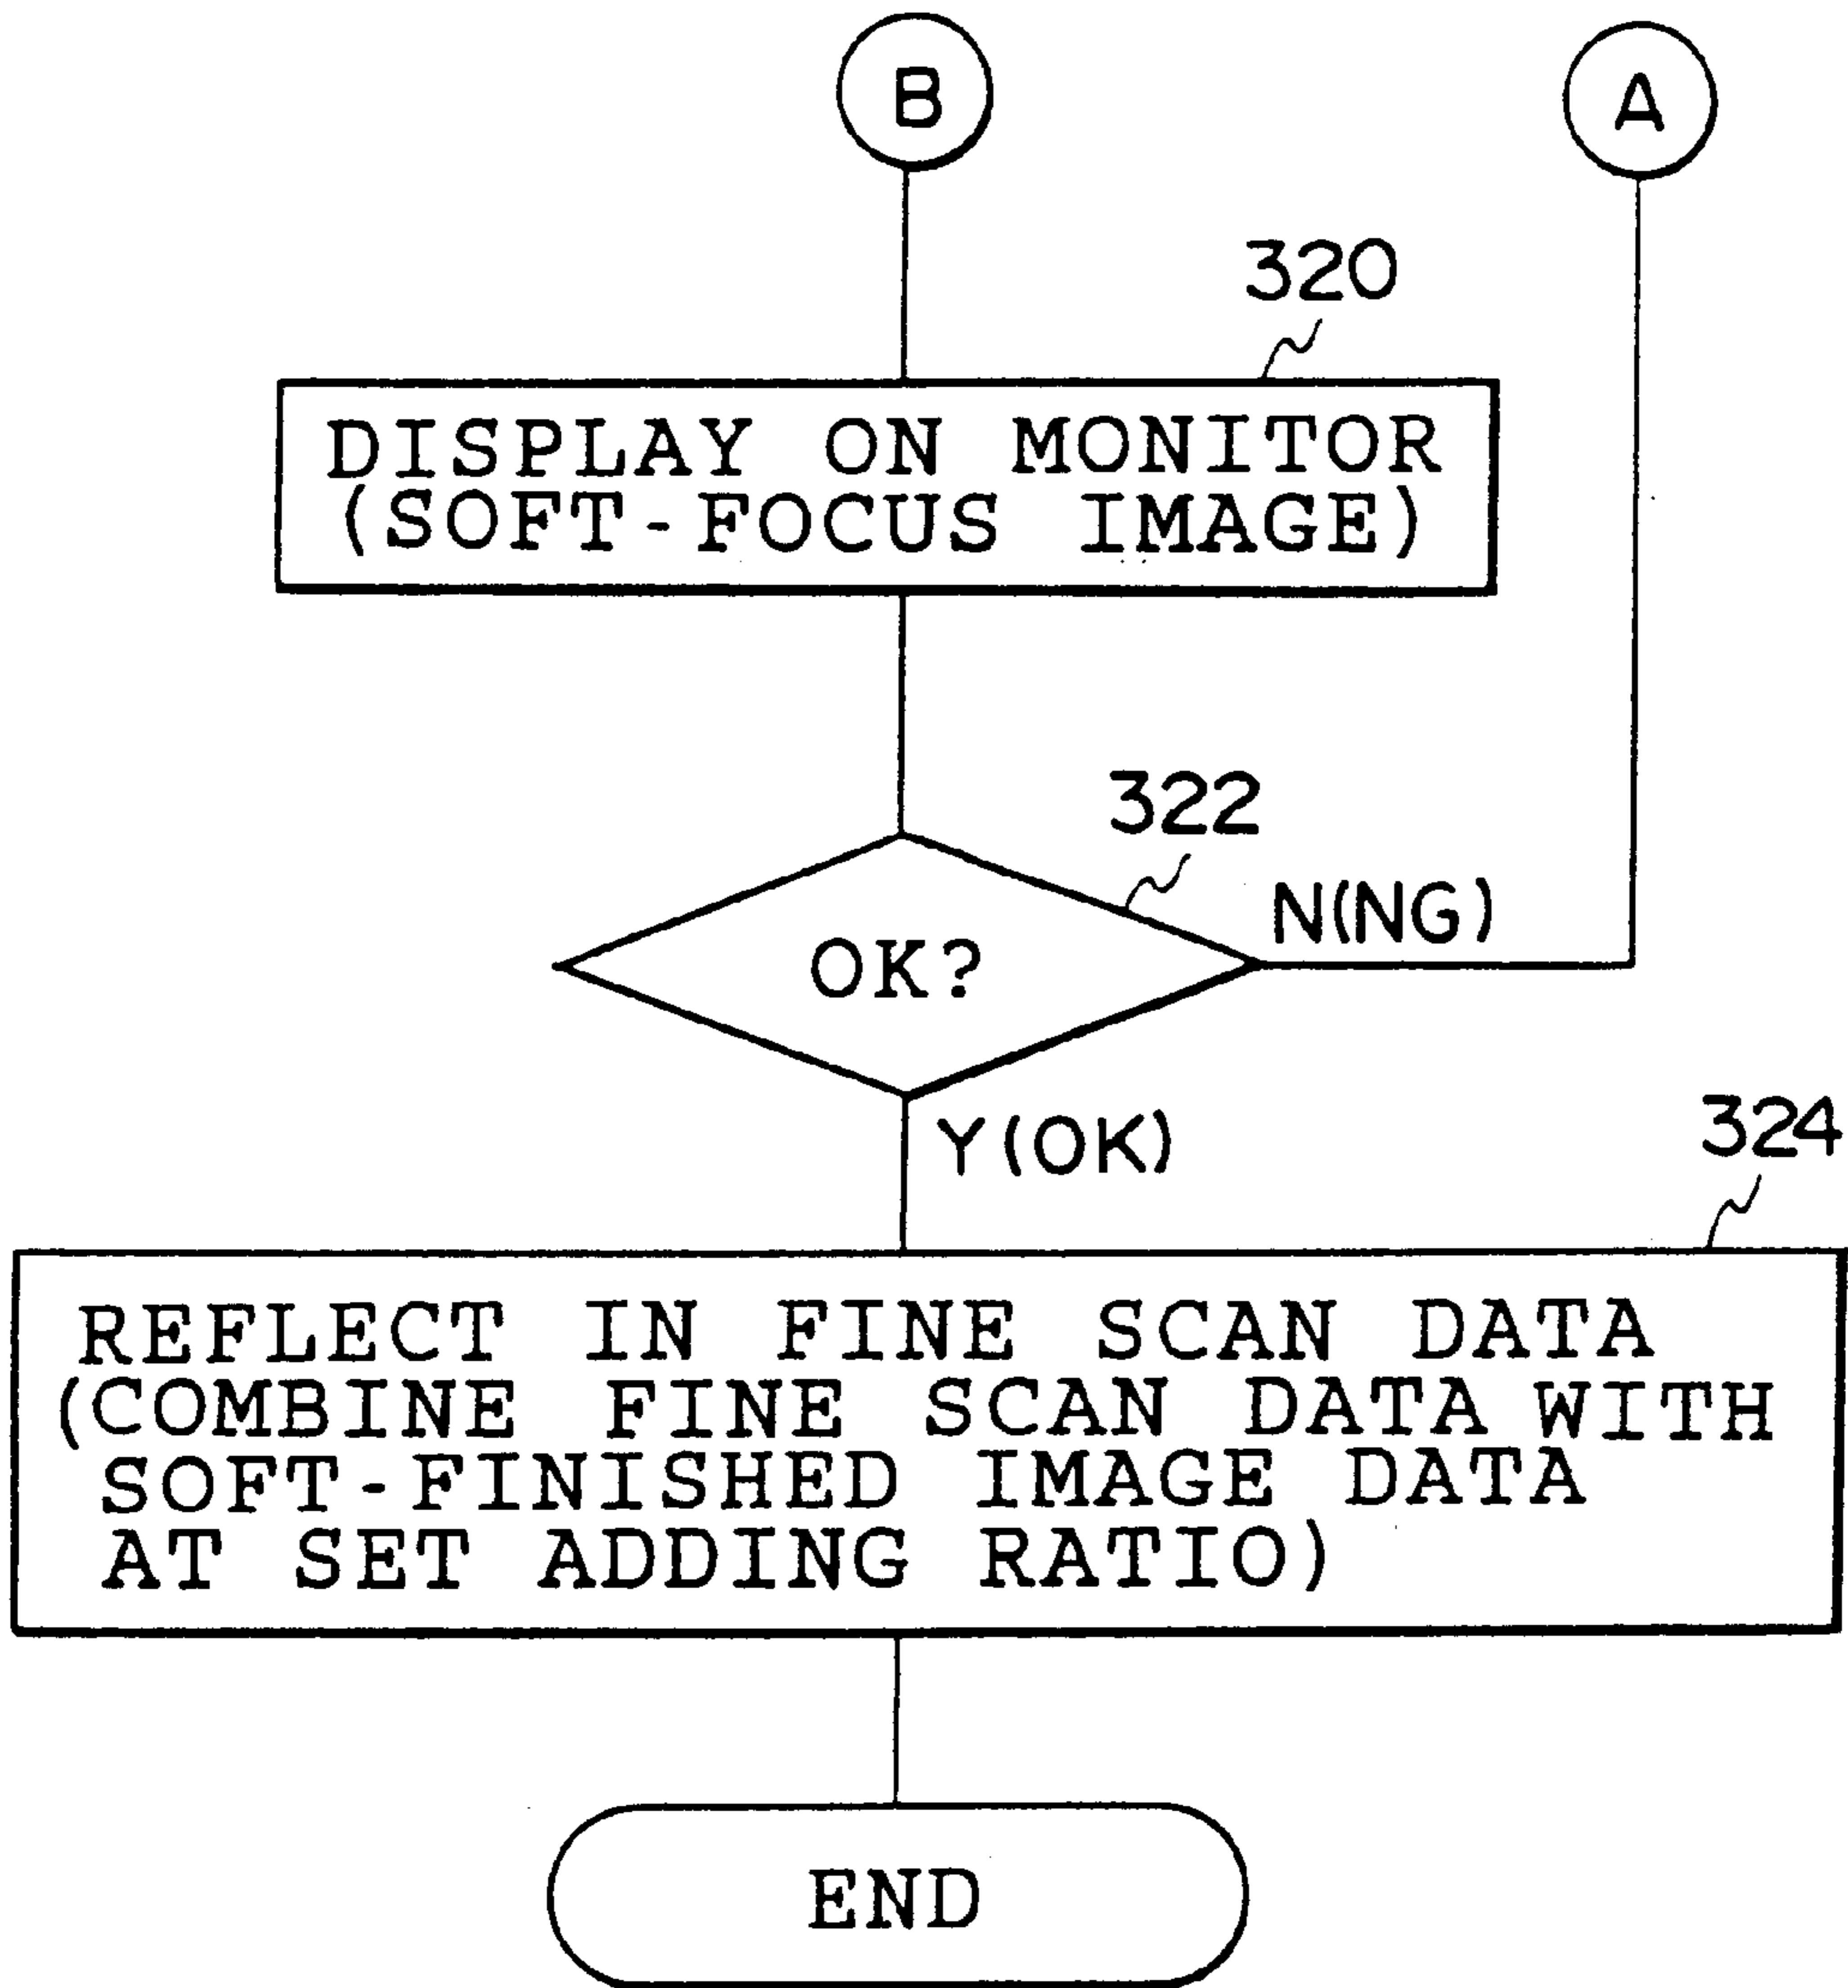 B
A
320
DISPLAY ON MONITOR
(SOFT-FOCUS IMAGE)
322
N(NG)
OK?
Y(OK)
324
REFLECT IN FINE SCAN DATA
(COMBINE FINE SCAN DATA WITH
SOFT-FINISHED IMAGE DATA
AT SET ADDING RATIO)
END